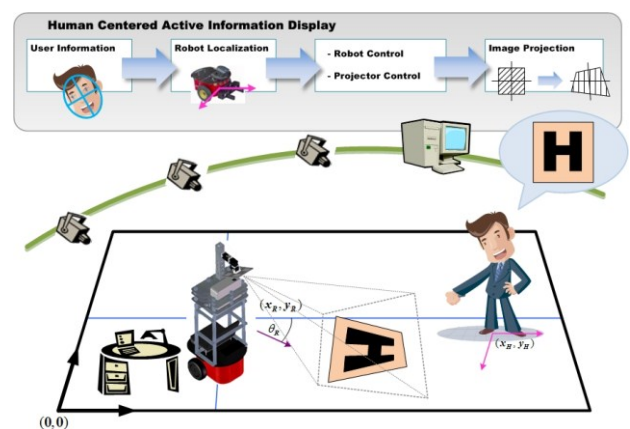 Human Centered Active Information Display
User Information
Robot Localization
- Robot Control
- Projector Control
Image Projection
H
(x_R, y_R)
θ_R
H
(x_H, y_H)
(0,0)